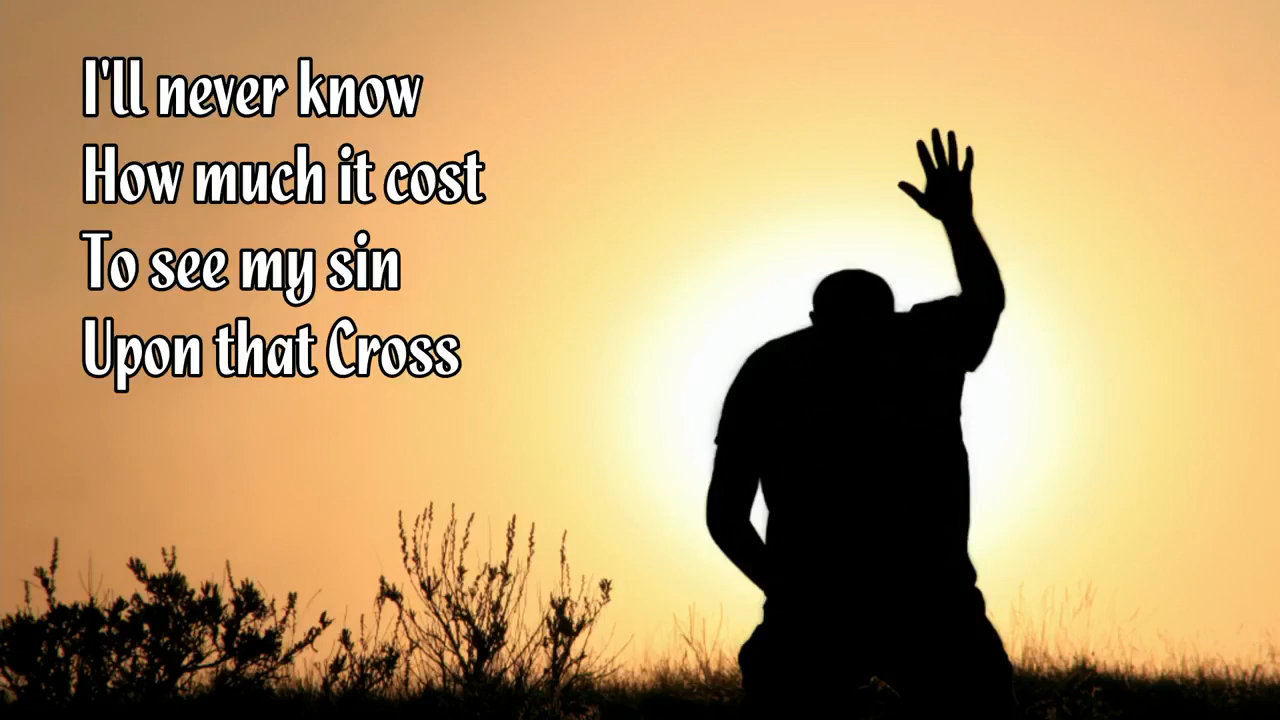 I'll never know
How much it cost
To see my sin
Upon that Cross